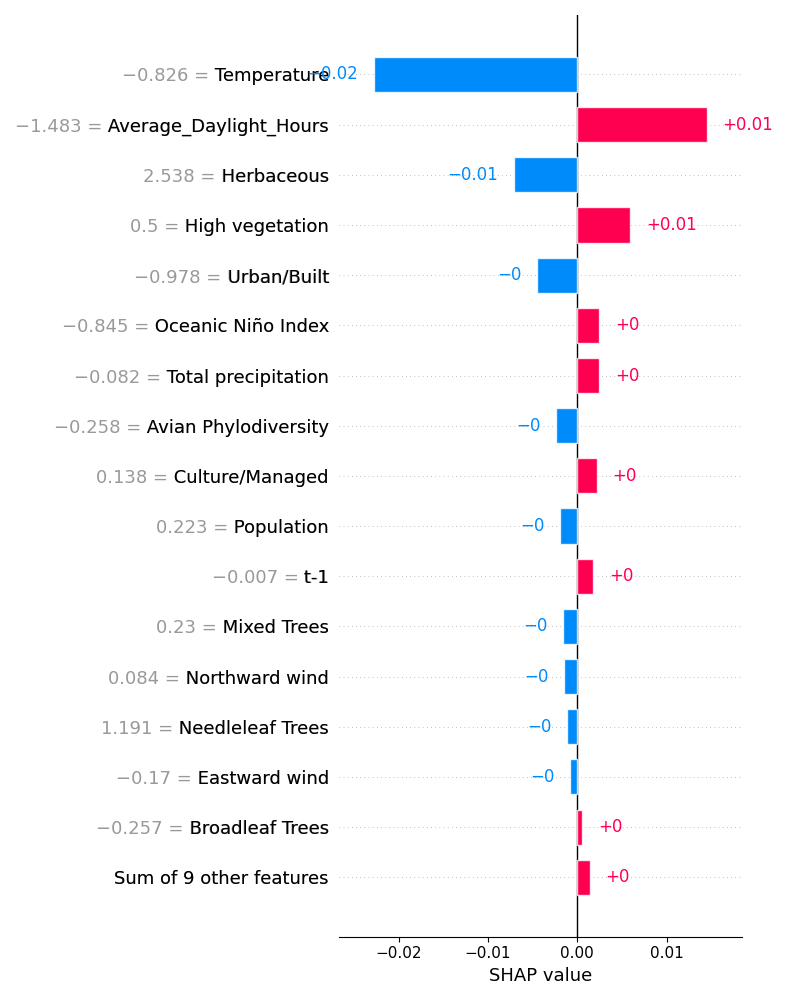 −0.826 = Temperature −0.02
−1.483 = Average_Daylight_Hours +0.01
2.538 = Herbaceous −0.01
0.5 = High vegetation +0.01
−0.978 = Urban/Built −0
−0.845 = Oceanic Niño Index +0
−0.082 = Total precipitation +0
−0.258 = Avian Phylodiversity −0
0.138 = Culture/Managed +0
0.223 = Population −0
−0.007 = t-1 +0
0.23 = Mixed Trees −0
0.084 = Northward wind −0
1.191 = Needleleaf Trees −0
−0.17 = Eastward wind −0
−0.257 = Broadleaf Trees +0
Sum of 9 other features +0
−0.02 −0.01 0.00 0.01
SHAP value